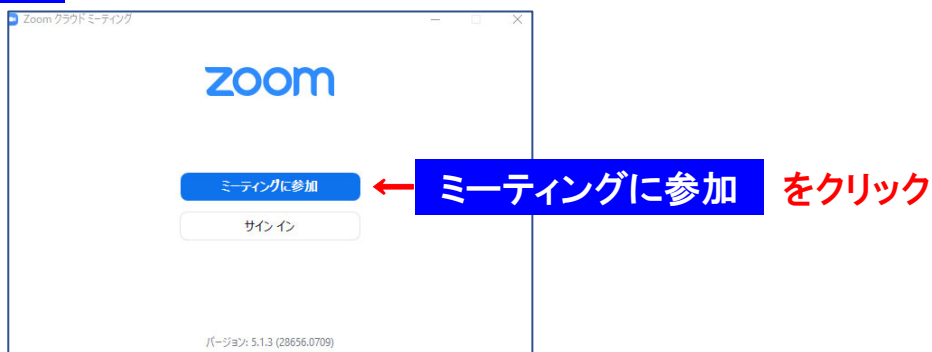 Zoom クラウド ミーティング
zoom
ミーティングに参加
← ミーティングに参加 をクリック
サイン イン
バージョン: 5.1.3 (28656.0709)